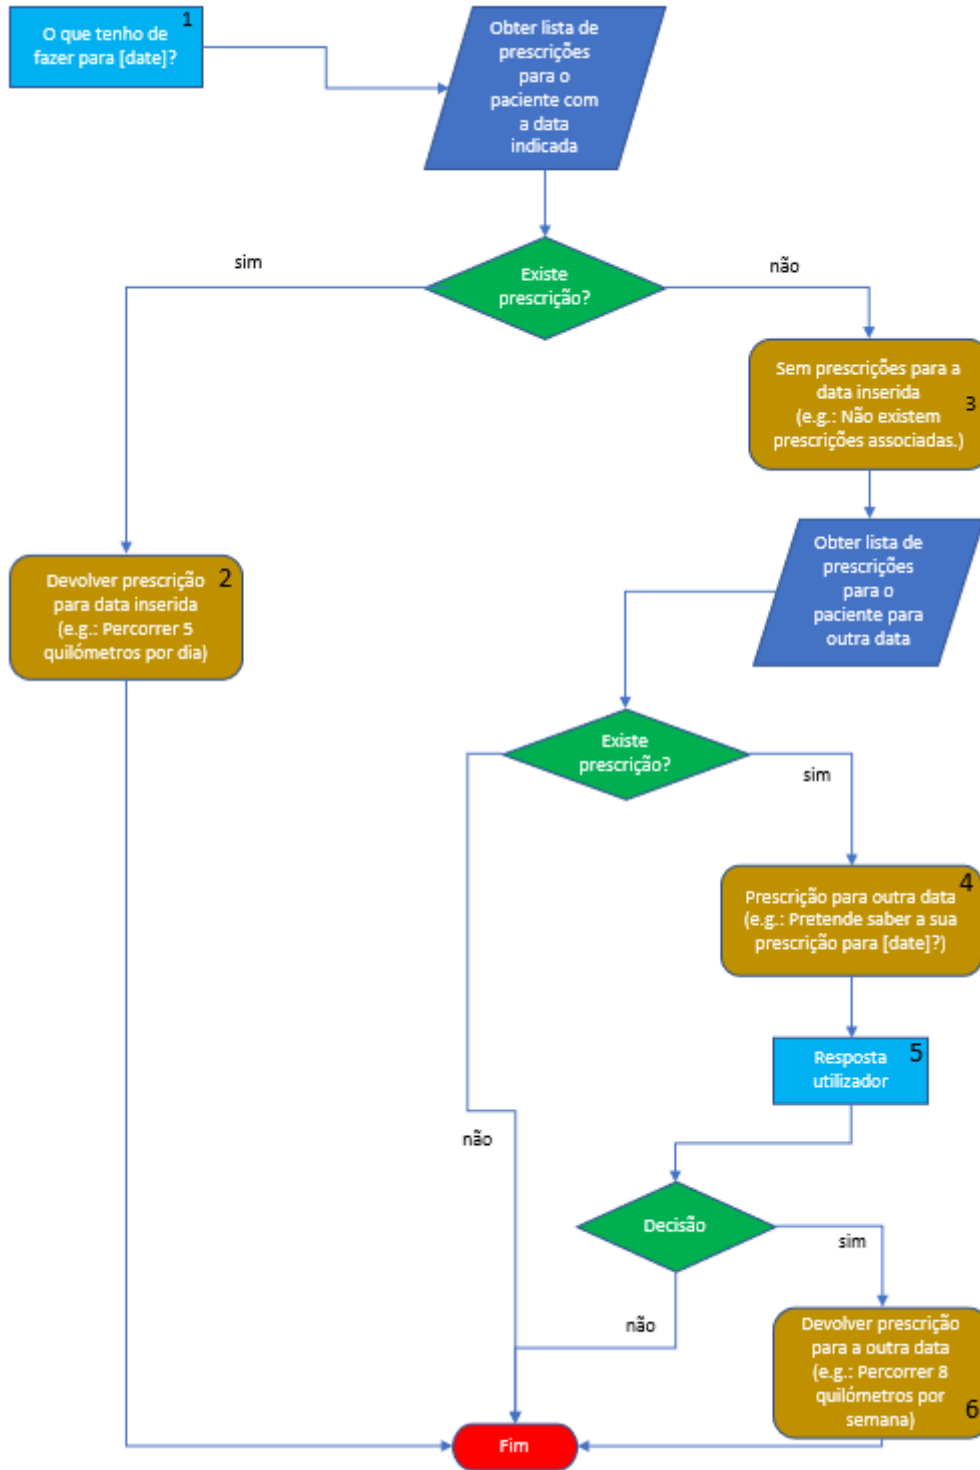 O que tenho de
fazer para [date]?
1
Obter lista de
prescrições
para o
paciente com
a data
indicada
sim
Existe
prescrição?
não
Sem prescrições para a
data inserida
(e.g.: Não existem
prescrições associadas.)
3
Devolver prescrição
para data inserida
(e.g.: Percorrer 5
quilómetros por dia)
2
Obter lista de
prescrições
para o
paciente para
outra data
Existe
prescrição?
sim
Prescrição para outra data
(e.g.: Pretende saber a sua
prescrição para [date]?)
4
Resposta
utilizador
5
não
Decisão
sim
não
Devolver prescrição
para a outra data
(e.g.: Percorrer 8
quilómetros por
semana)
6
Fim